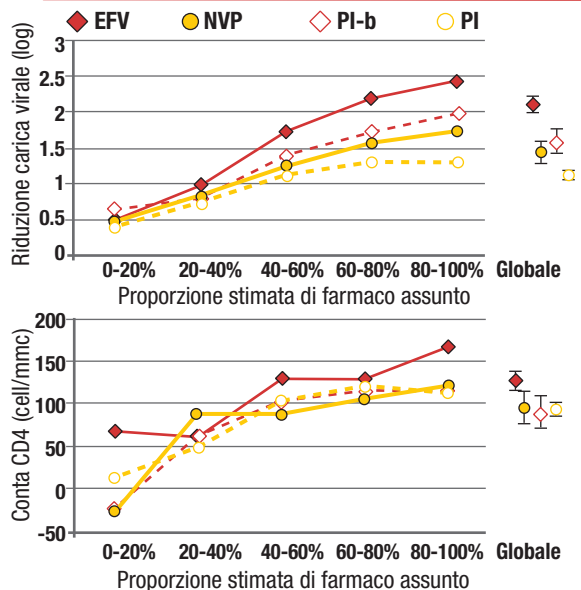 EFV NVP PI-b PI
Riduzione carica virale (log)
3
2.5
2
1.5
1
0.5
0
0-20% 20-40% 40-60% 60-80% 80-100% Globale
Proporzione stimata di farmaco assunto
Conta CD4 (cell/mmc)
200
150
100
50
0
-50
0-20% 20-40% 40-60% 60-80% 80-100% Globale
Proporzione stimata di farmaco assunto